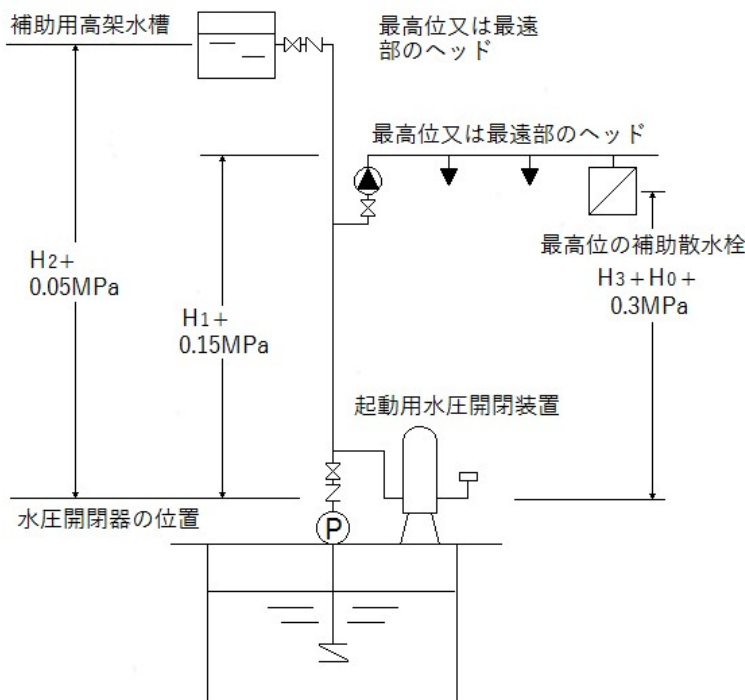 補助用高架水槽
最高位又は最遠
部のヘッド
最高位又は最遠部のヘッド
最高位の補助散水栓
H3+H0+
0.3MPa
H2+
0.05MPa
H1+
0.15MPa
起動用水圧開閉装置
水圧開閉器の位置
P